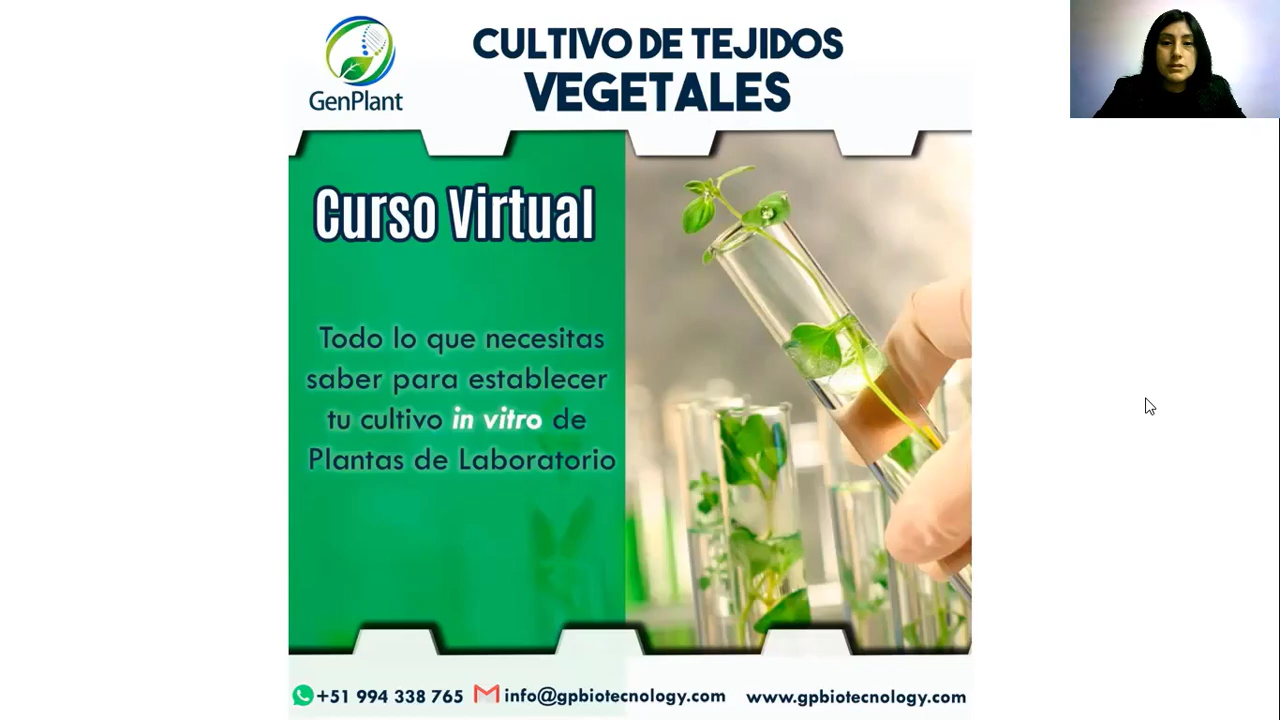 GenPlant
CULTIVO DE TEJIDOS
VEGETALES
Curso Virtual
Todo lo que necesitas
saber para establecer
tu cultivo in vitro de
Plantas de Laboratorio
+51 994 338 765 info@gpbiotecnology.com www.gpbiotecnology.com